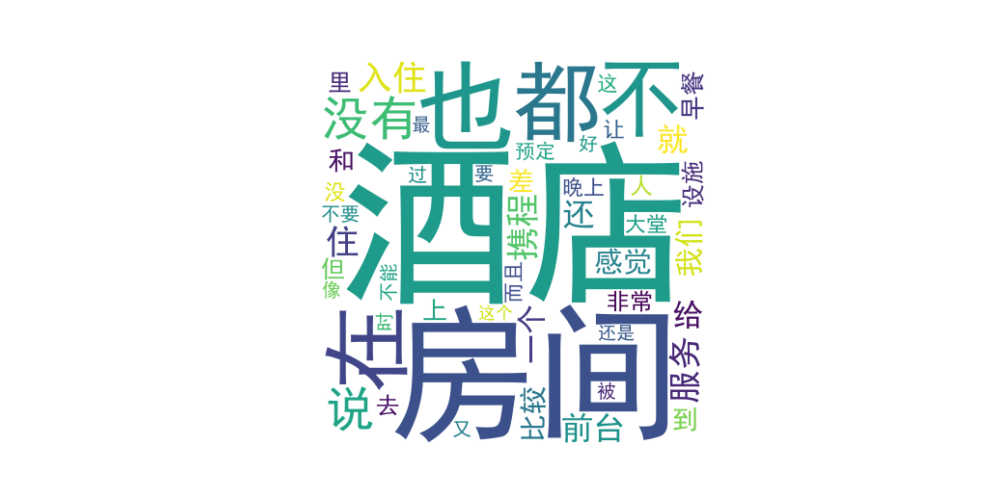 里
入住
也
都
不
这
早餐
没有
最
让
好
就
和
预定
过
酒店
要
差
晚上
人
设施
没
不要
住
携程
还
大堂
我们
但
像
不能
而且
感觉
上
非常
时
在
房间
这个
一个
还是
给
服务
说
去
比较
被
又
前台
到